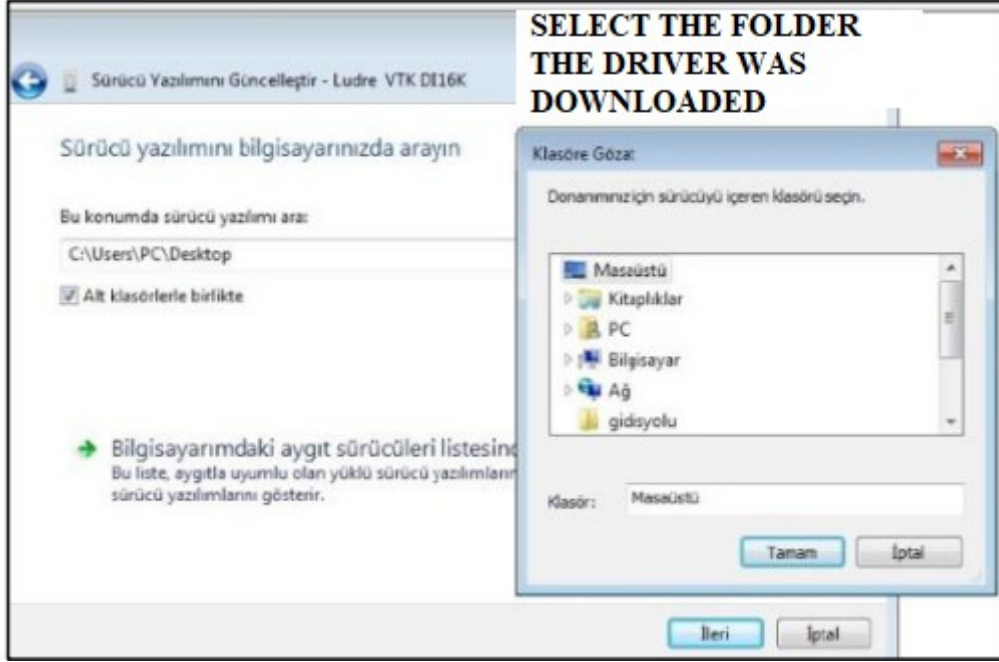 SELECT THE FOLDER
THE DRIVER WAS
DOWNLOADED
Sürücü Yazılımını Güncelleştir - Ludre VTK DI16K
Sürücü yazılımını bilgisayarınızda arayın
Bu konumda sürücü yazılımı ara:
C:\Users\PC\Desktop
Alt klasörlerle birlikte
Bilgisayarımdaki aygıt sürücüleri listesind
Bu liste, aygıtla uyumlu olan yüklü sürücü yazılımların
sürücü yazılımlarını gösterir.
Klasöre Gözat
Donanımınız için sürücüyü içeren klasörü seçin.
Masaüstü
Kitaplıklar
PC
Bilgisayar
Ağ
gidisyolu
Klasör: Masaüstü
Tamam İptal
İleri İptal